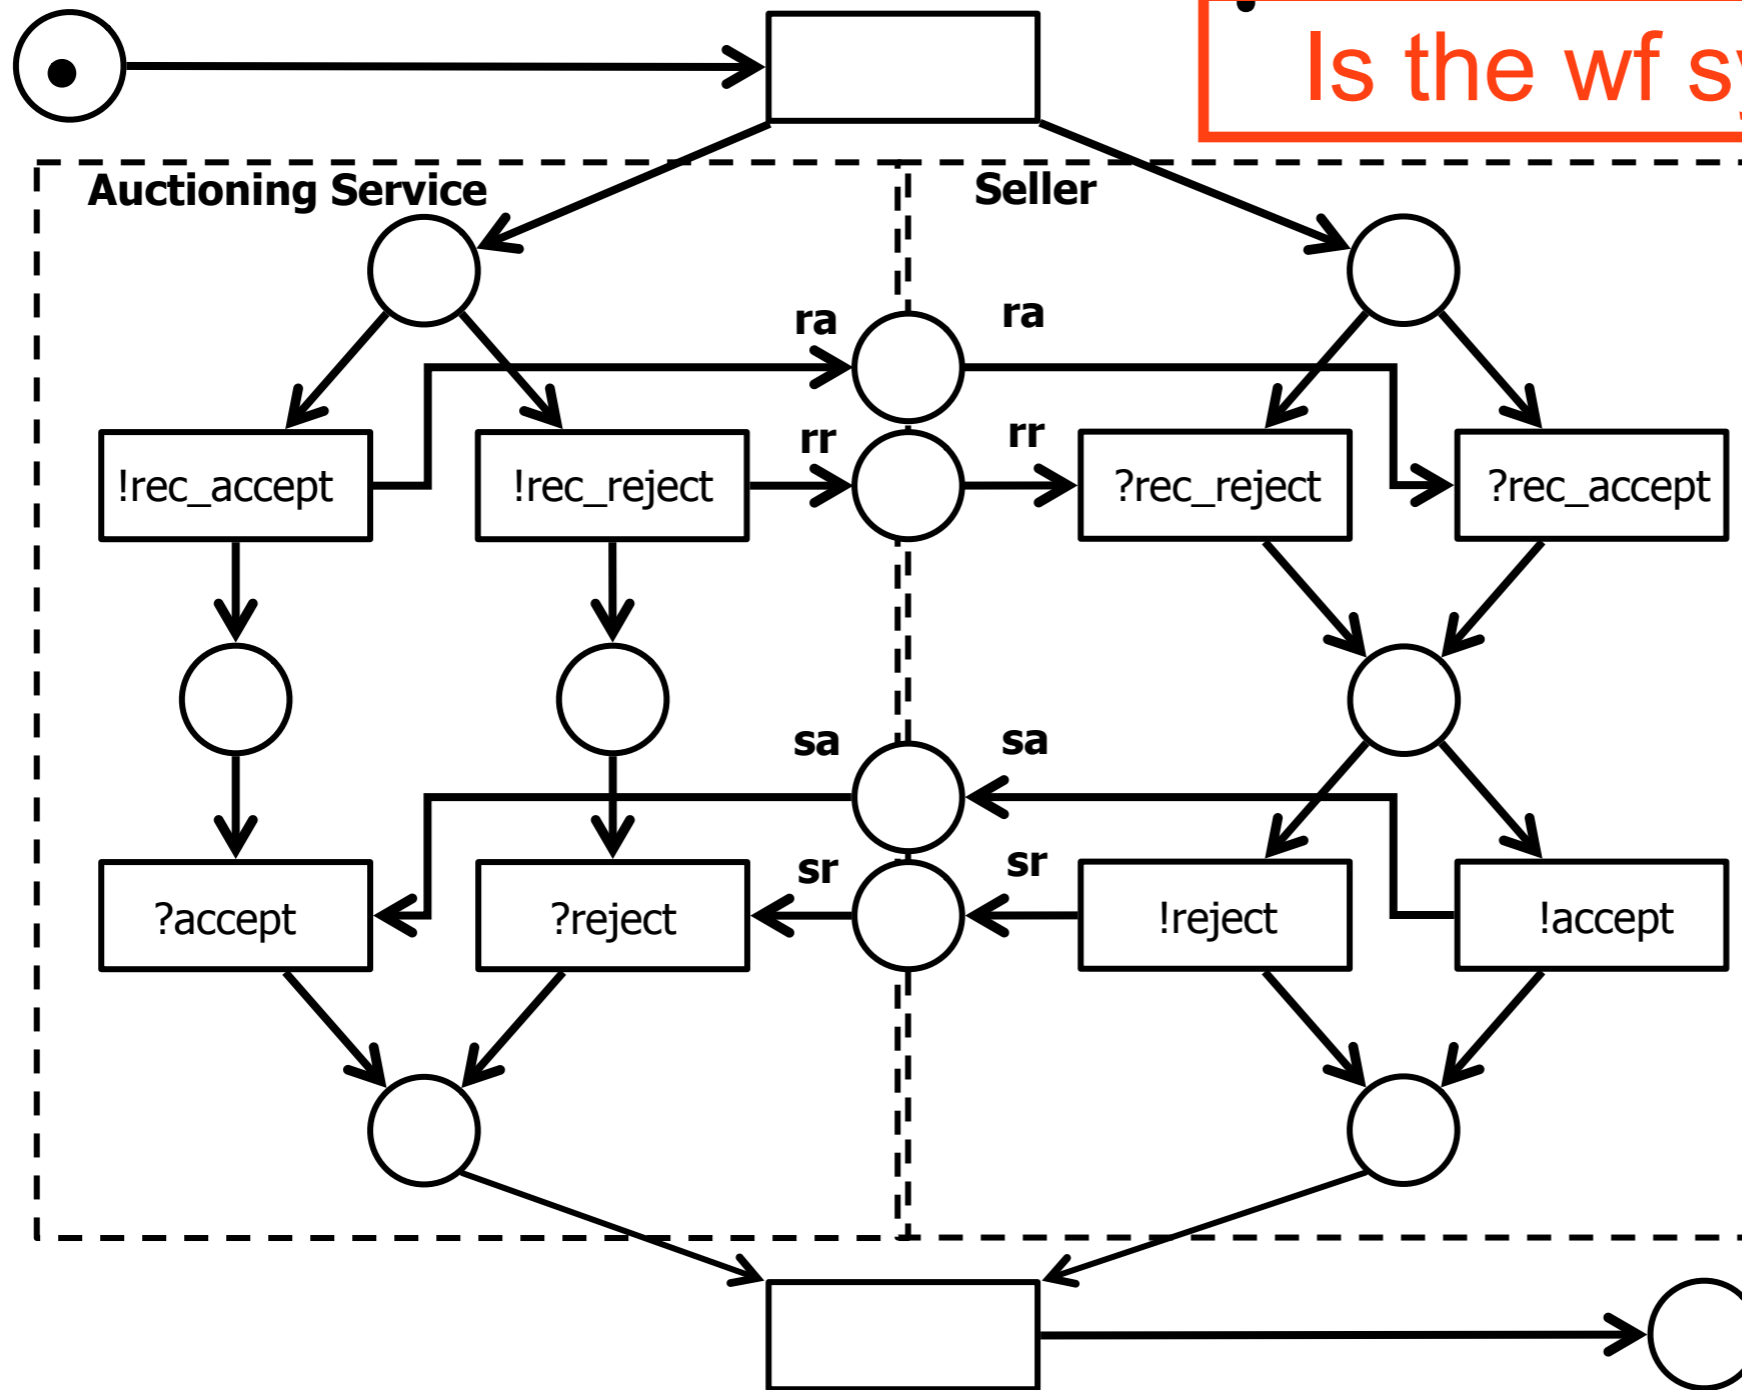 Is the wf
Auctioning Service
Seller
ra
ra
rr
rr
!rec_accept
!rec_reject
?rec_reject
?rec_accept
sa
sa
sr
sr
?accept
?reject
!reject
!accept